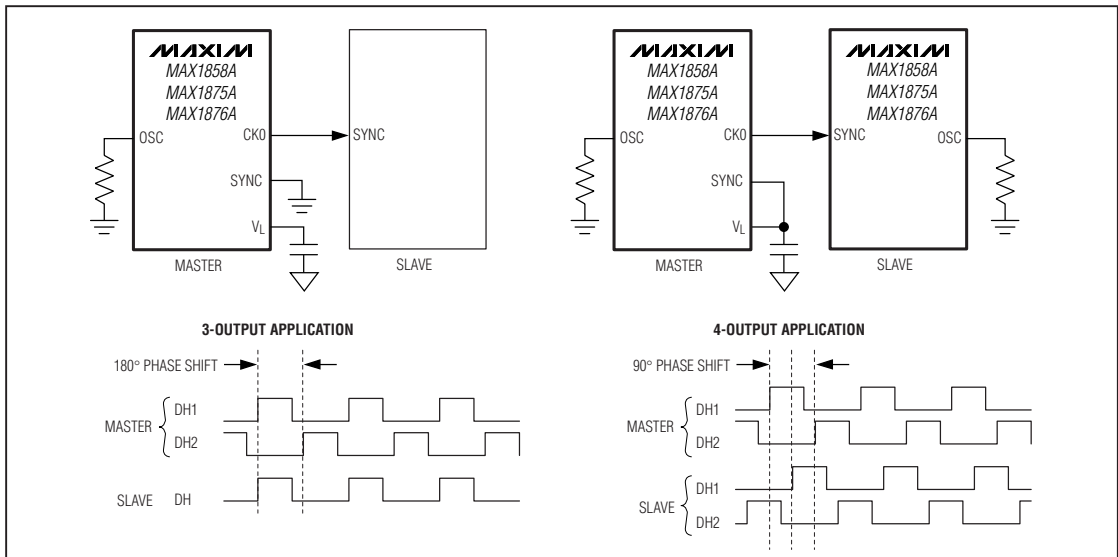 MAXIM
MAX1858A
MAX1875A
MAX1876A
OSC
CK0
SYNC
VL
MASTER
SYNC
SLAVE
MAXIM
MAX1858A
MAX1875A
MAX1876A
OSC
CK0
SYNC
VL
MASTER
MAXIM
MAX1858A
MAX1875A
MAX1876A
SYNC
OSC
SLAVE
3-OUTPUT APPLICATION
180° PHASE SHIFT
MASTER
DH1
DH2
SLAVE DH
4-OUTPUT APPLICATION
90° PHASE SHIFT
MASTER
DH1
DH2
SLAVE
DH1
DH2